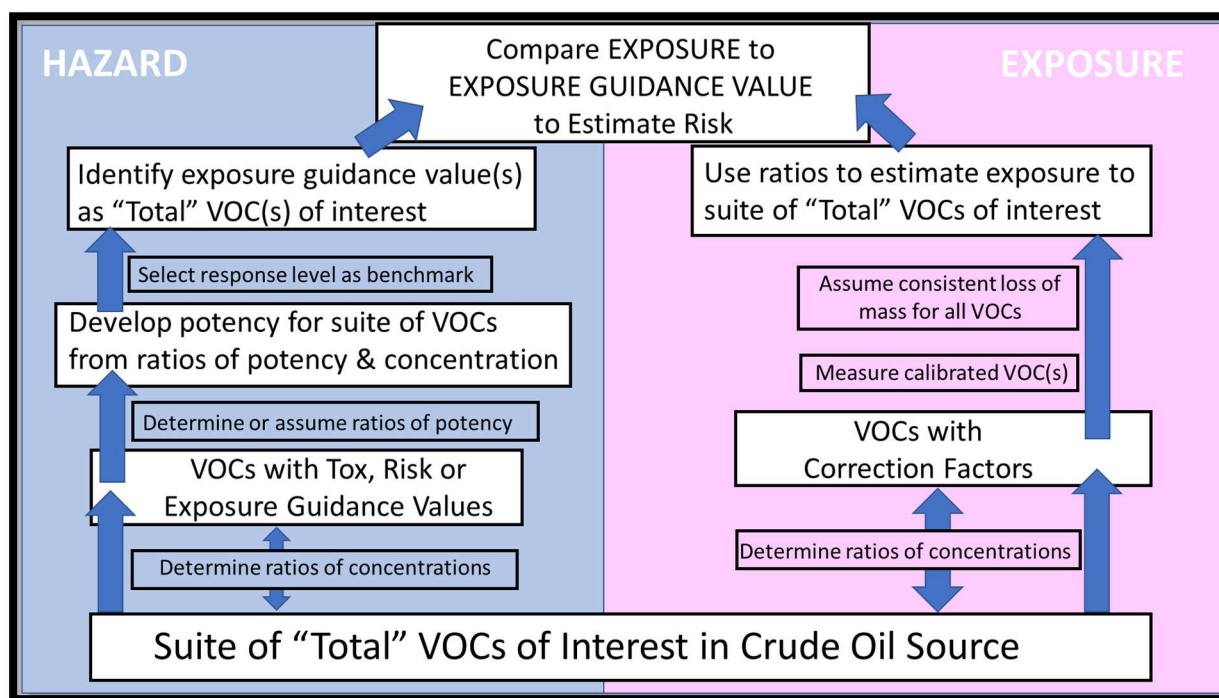 HAZARD
EXPOSURE
Compare EXPOSURE to
EXPOSURE GUIDANCE VALUE
to Estimate Risk
Identify exposure guidance value(s)
as “Total” VOC(s) of interest
Select response level as benchmark
Develop potency for suite of VOCs
from ratios of potency & concentration
Determine or assume ratios of potency
VOCs with Tox, Risk or
Exposure Guidance Values
Determine ratios of concentrations
Use ratios to estimate exposure to
suite of “Total” VOCs of interest
Assume consistent loss of
mass for all VOCs
Measure calibrated VOC(s)
VOCs with
Correction Factors
Determine ratios of concentrations
Suite of “Total” VOCs of Interest in Crude Oil Source